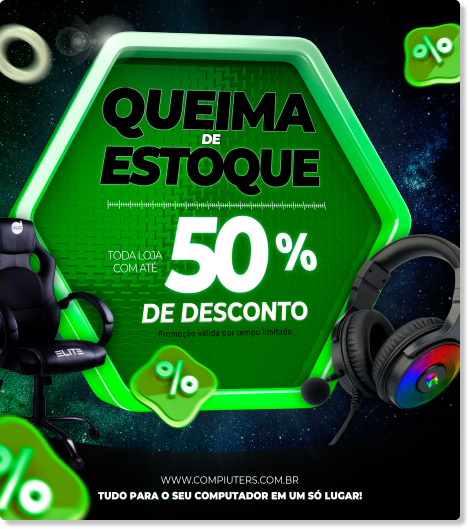 QUEIMA
DE
ESTOQUE
TODA LOJA
COM ATÉ
50%
DE DESCONTO
Promoção válida por tempo limitado.
ELITE
%
%
%
WWW.COMPIUTERS.COM.BR
TUDO PARA O SEU COMPUTADOR EM UM SÓ LUGAR!